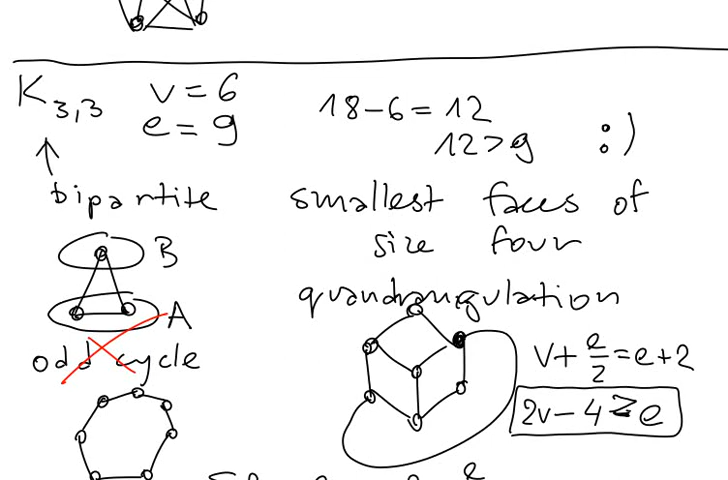 K3,3 v=6
e=9
18-6=12
12>9 :)
bipartite
smallest faces of
size four
quandrangulation
B
A
odd cycle
v+e/2=e+2
2v-4≥e